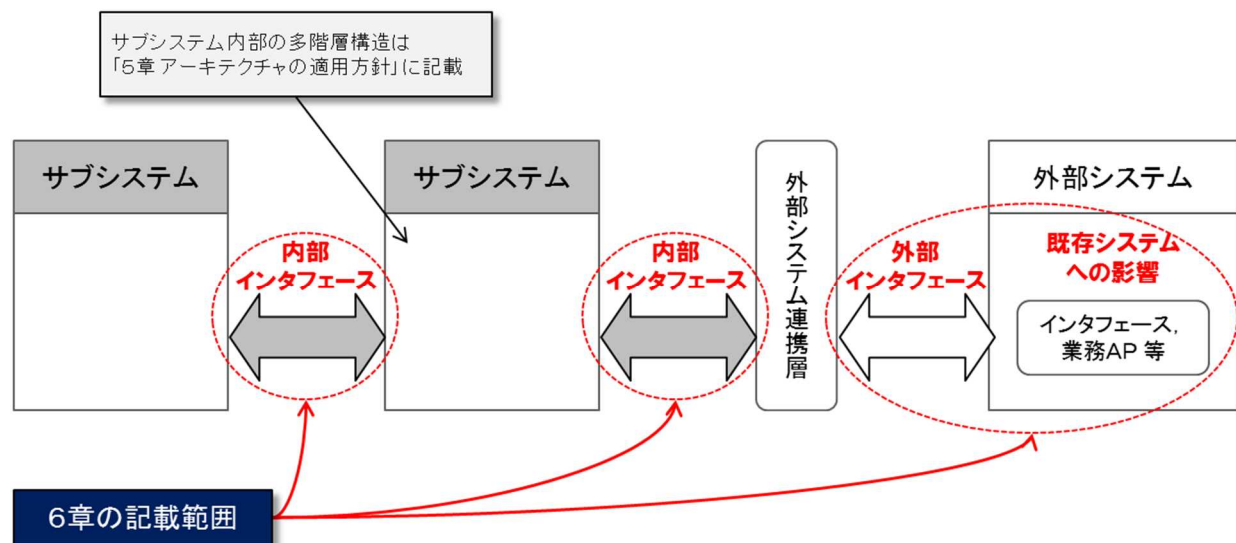 サブシステム内部の多階層構造は
「5章 アーキテクチャの適用方針」に記載
サブシステム
サブシステム
外部システム連携層
外部システム
内部
インタフェース
内部
インタフェース
外部
インタフェース
既存システム
への影響
インタフェース,
業務AP 等
6章の記載範囲